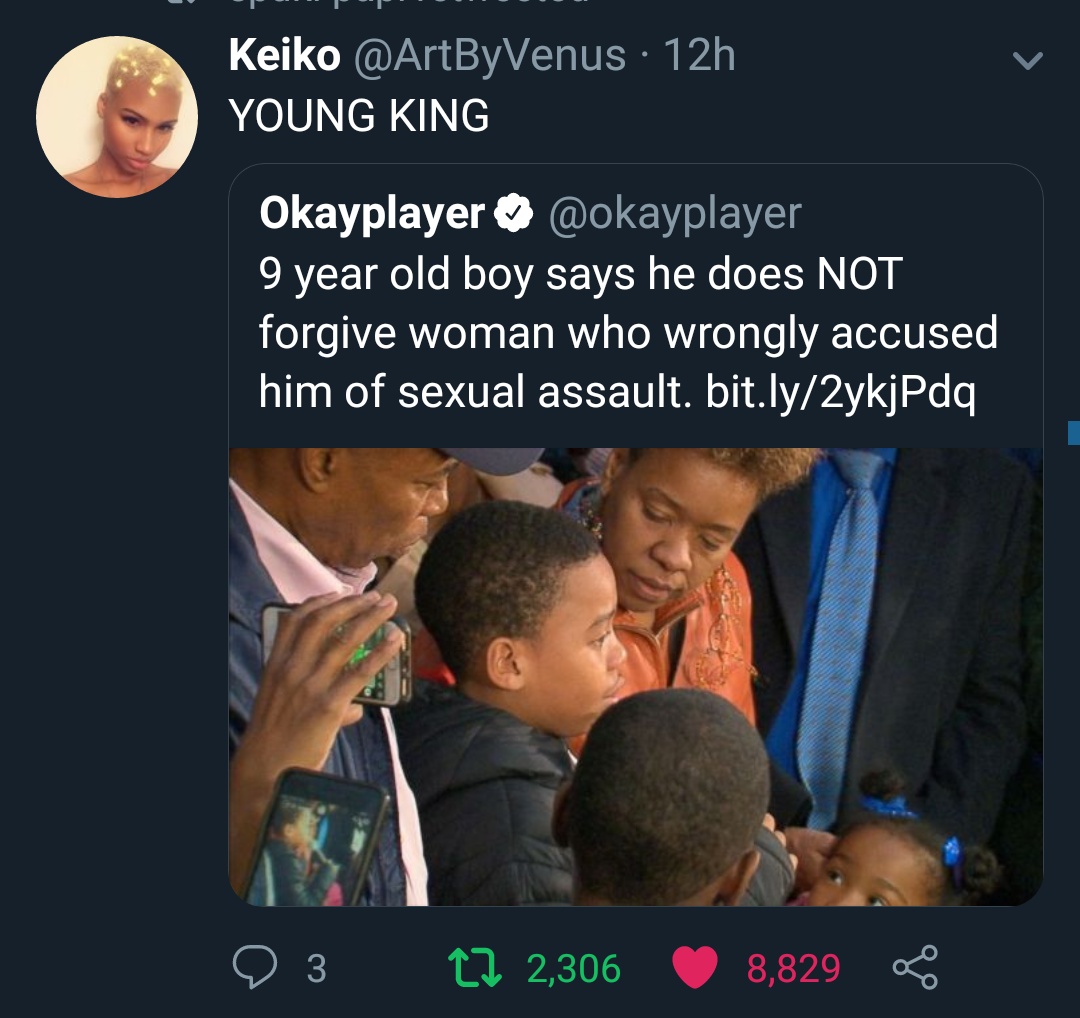 Keiko @ArtByVenus · 12h
YOUNG KING
Okayplayer @okayplayer
9 year old boy says he does NOT
forgive woman who wrongly accused
him of sexual assault. bit.ly/2ykjPdq
3 2,306 8,829